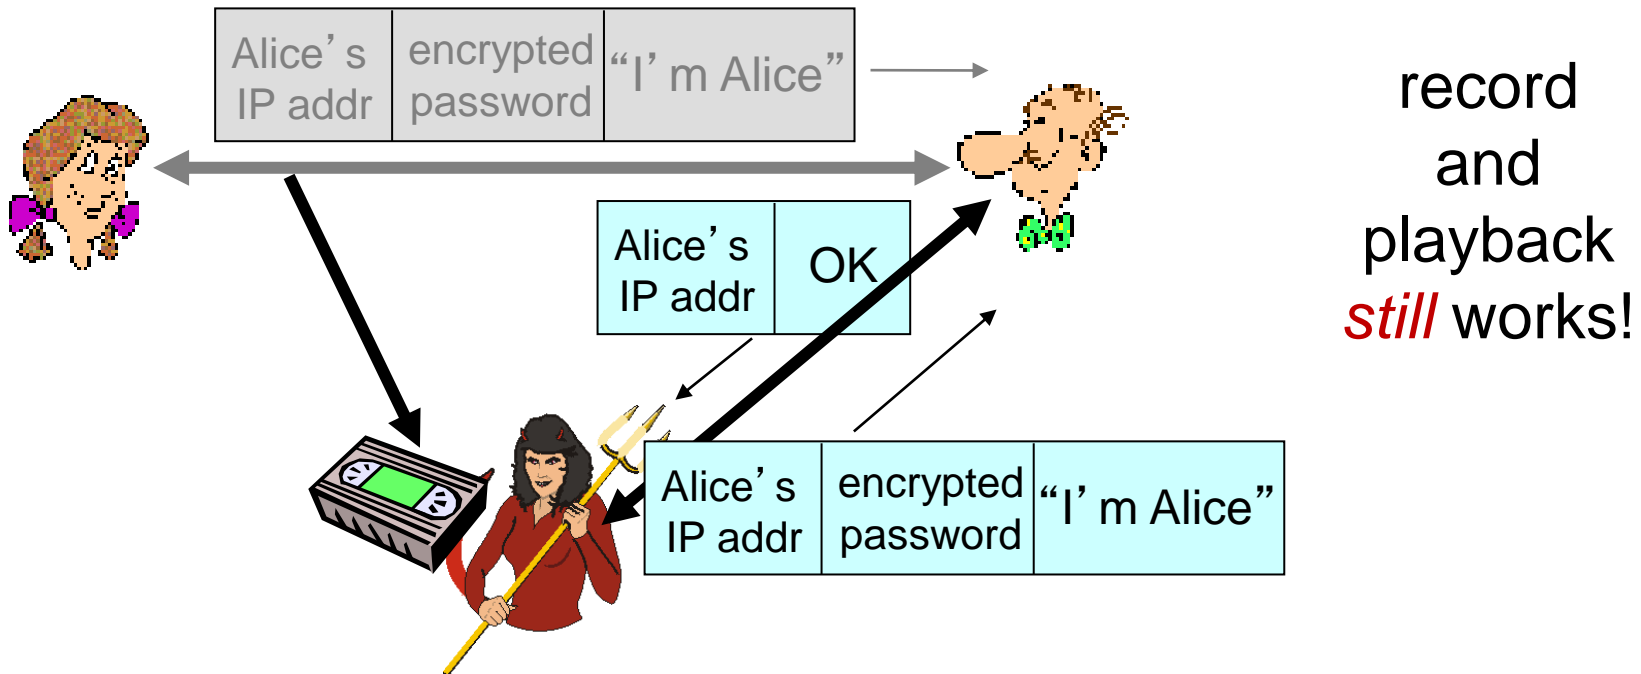 Alice’s
IP addr
encrypted
password
“I’m Alice”
record
and
playback
still works!
Alice’s
IP addr
OK
Alice’s
IP addr
encrypted
password
“I’m Alice”